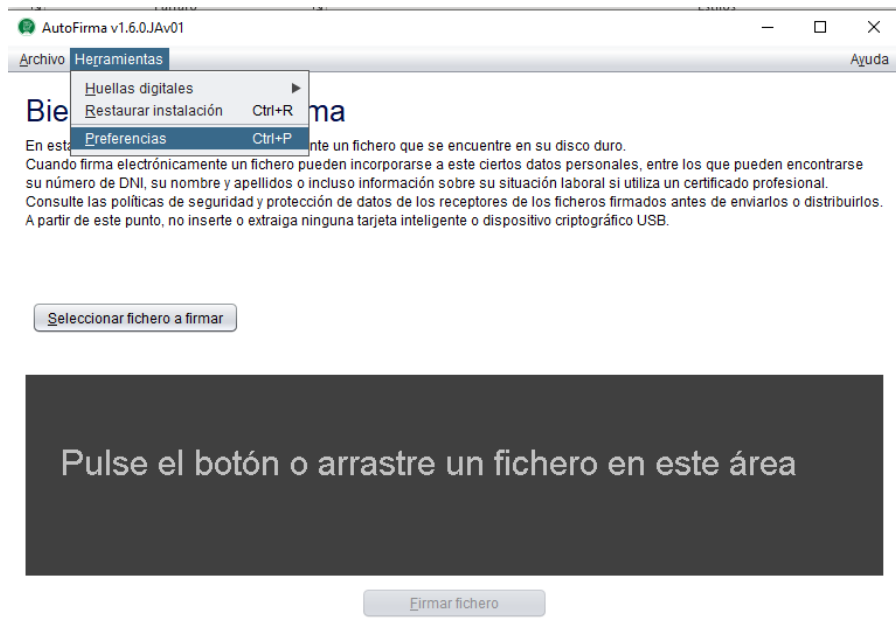 AutoFirma v1.6.0.JAv01
Archivo Herramientas Ayuda
Huellas digitales
Restaurar instalación Ctrl+R
Preferencias Ctrl+P
Bie ma
En est nte un fichero que se encuentre en su disco duro.
Cuando firma electrónicamente un fichero pueden incorporarse a este ciertos datos personales, entre los que pueden encontrarse
su número de DNI, su nombre y apellidos o incluso información sobre su situación laboral si utiliza un certificado profesional.
Consulte las políticas de seguridad y protección de datos de los receptores de los ficheros firmados antes de enviarlos o distribuirlos.
A partir de este punto, no inserte o extraiga ninguna tarjeta inteligente o dispositivo criptográfico USB.
Seleccionar fichero a firmar
Pulse el botón o arrastre un fichero en este área
Firmar fichero